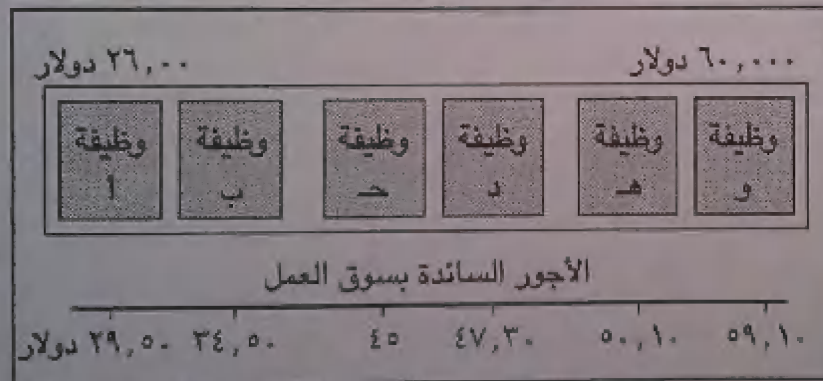 ٦٠,٠٠٠ دولار ٢٦,٠٠ دولار
وظيفة وظيفة وظيفة وظيفة وظيفة وظيفة
و هـ د حـ ب أ
الأجور السائدة بسوق العمل
٥٩,١٠ ٥٠,١٠ ٤٧,٣٠ ٤٥ ٣٤,٥٠ ٢٩,٥٠ دولار